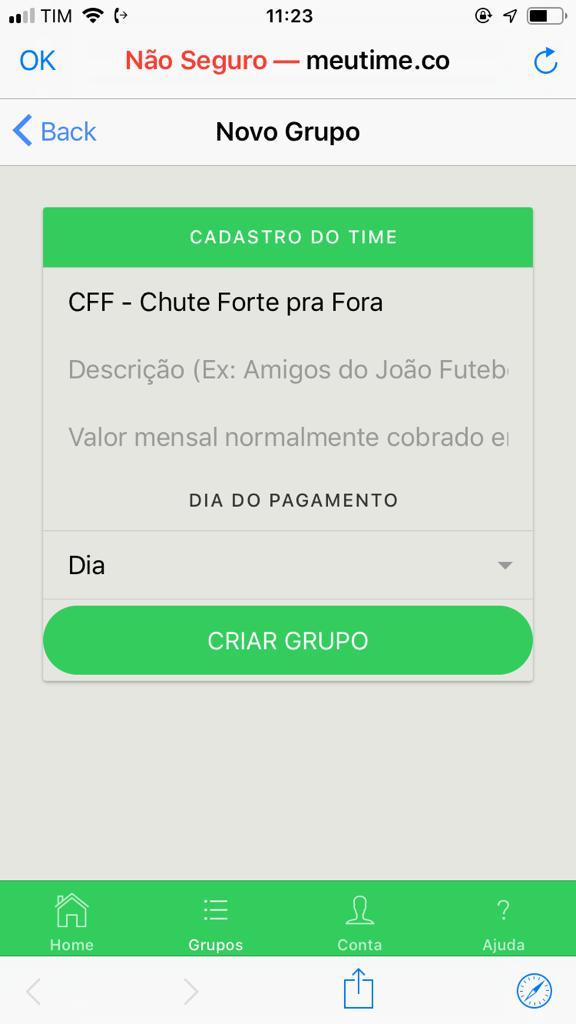 TIM 11:23
OK Não Seguro — meutime.co
Back Novo Grupo
CADASTRO DO TIME
CFF - Chute Forte pra Fora
Descrição (Ex: Amigos do João Futeb
Valor mensal normalmente cobrado e
DIA DO PAGAMENTO
Dia
CRIAR GRUPO
Home Grupos Conta Ajuda